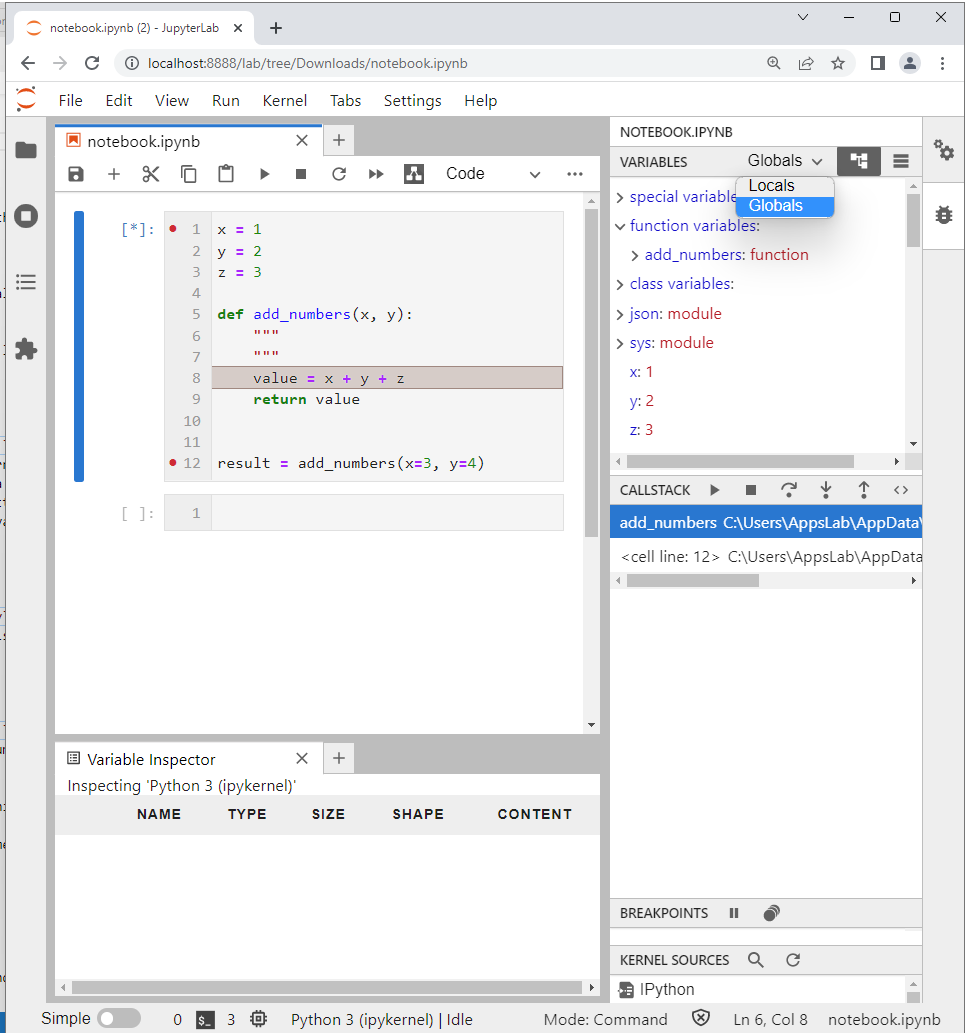 notebook.ipynb (2) - JupyterLab
localhost:8888/lab/tree/Downloads/notebook.ipynb
File Edit View Run Kernel Tabs Settings Help
notebook.ipynb
Code
[*]:
1 x = 1
2 y = 2
3 z = 3
4
5 def add_numbers(x, y):
6 """
7 """
8 value = x + y + z
9 return value
10
11
12 result = add_numbers(x=3, y=4)
[ ]: 1
NOTEBOOK.IPYNB
VARIABLES Globals
Locals
Globals
special variable
function variables:
add_numbers: function
class variables:
json: module
sys: module
x: 1
y: 2
z: 3
CALLSTACK
add_numbers C:\Users\AppsLab\AppData\
<cell line: 12> C:\Users\AppsLab\AppData
BREAKPOINTS
KERNEL SOURCES
IPython
Variable Inspector
Inspecting 'Python 3 (ipykernel)'
NAME TYPE SIZE SHAPE CONTENT
Simple 0 $_ 3 Python 3 (ipykernel) | Idle Mode: Command Ln 6, Col 8 notebook.ipynb